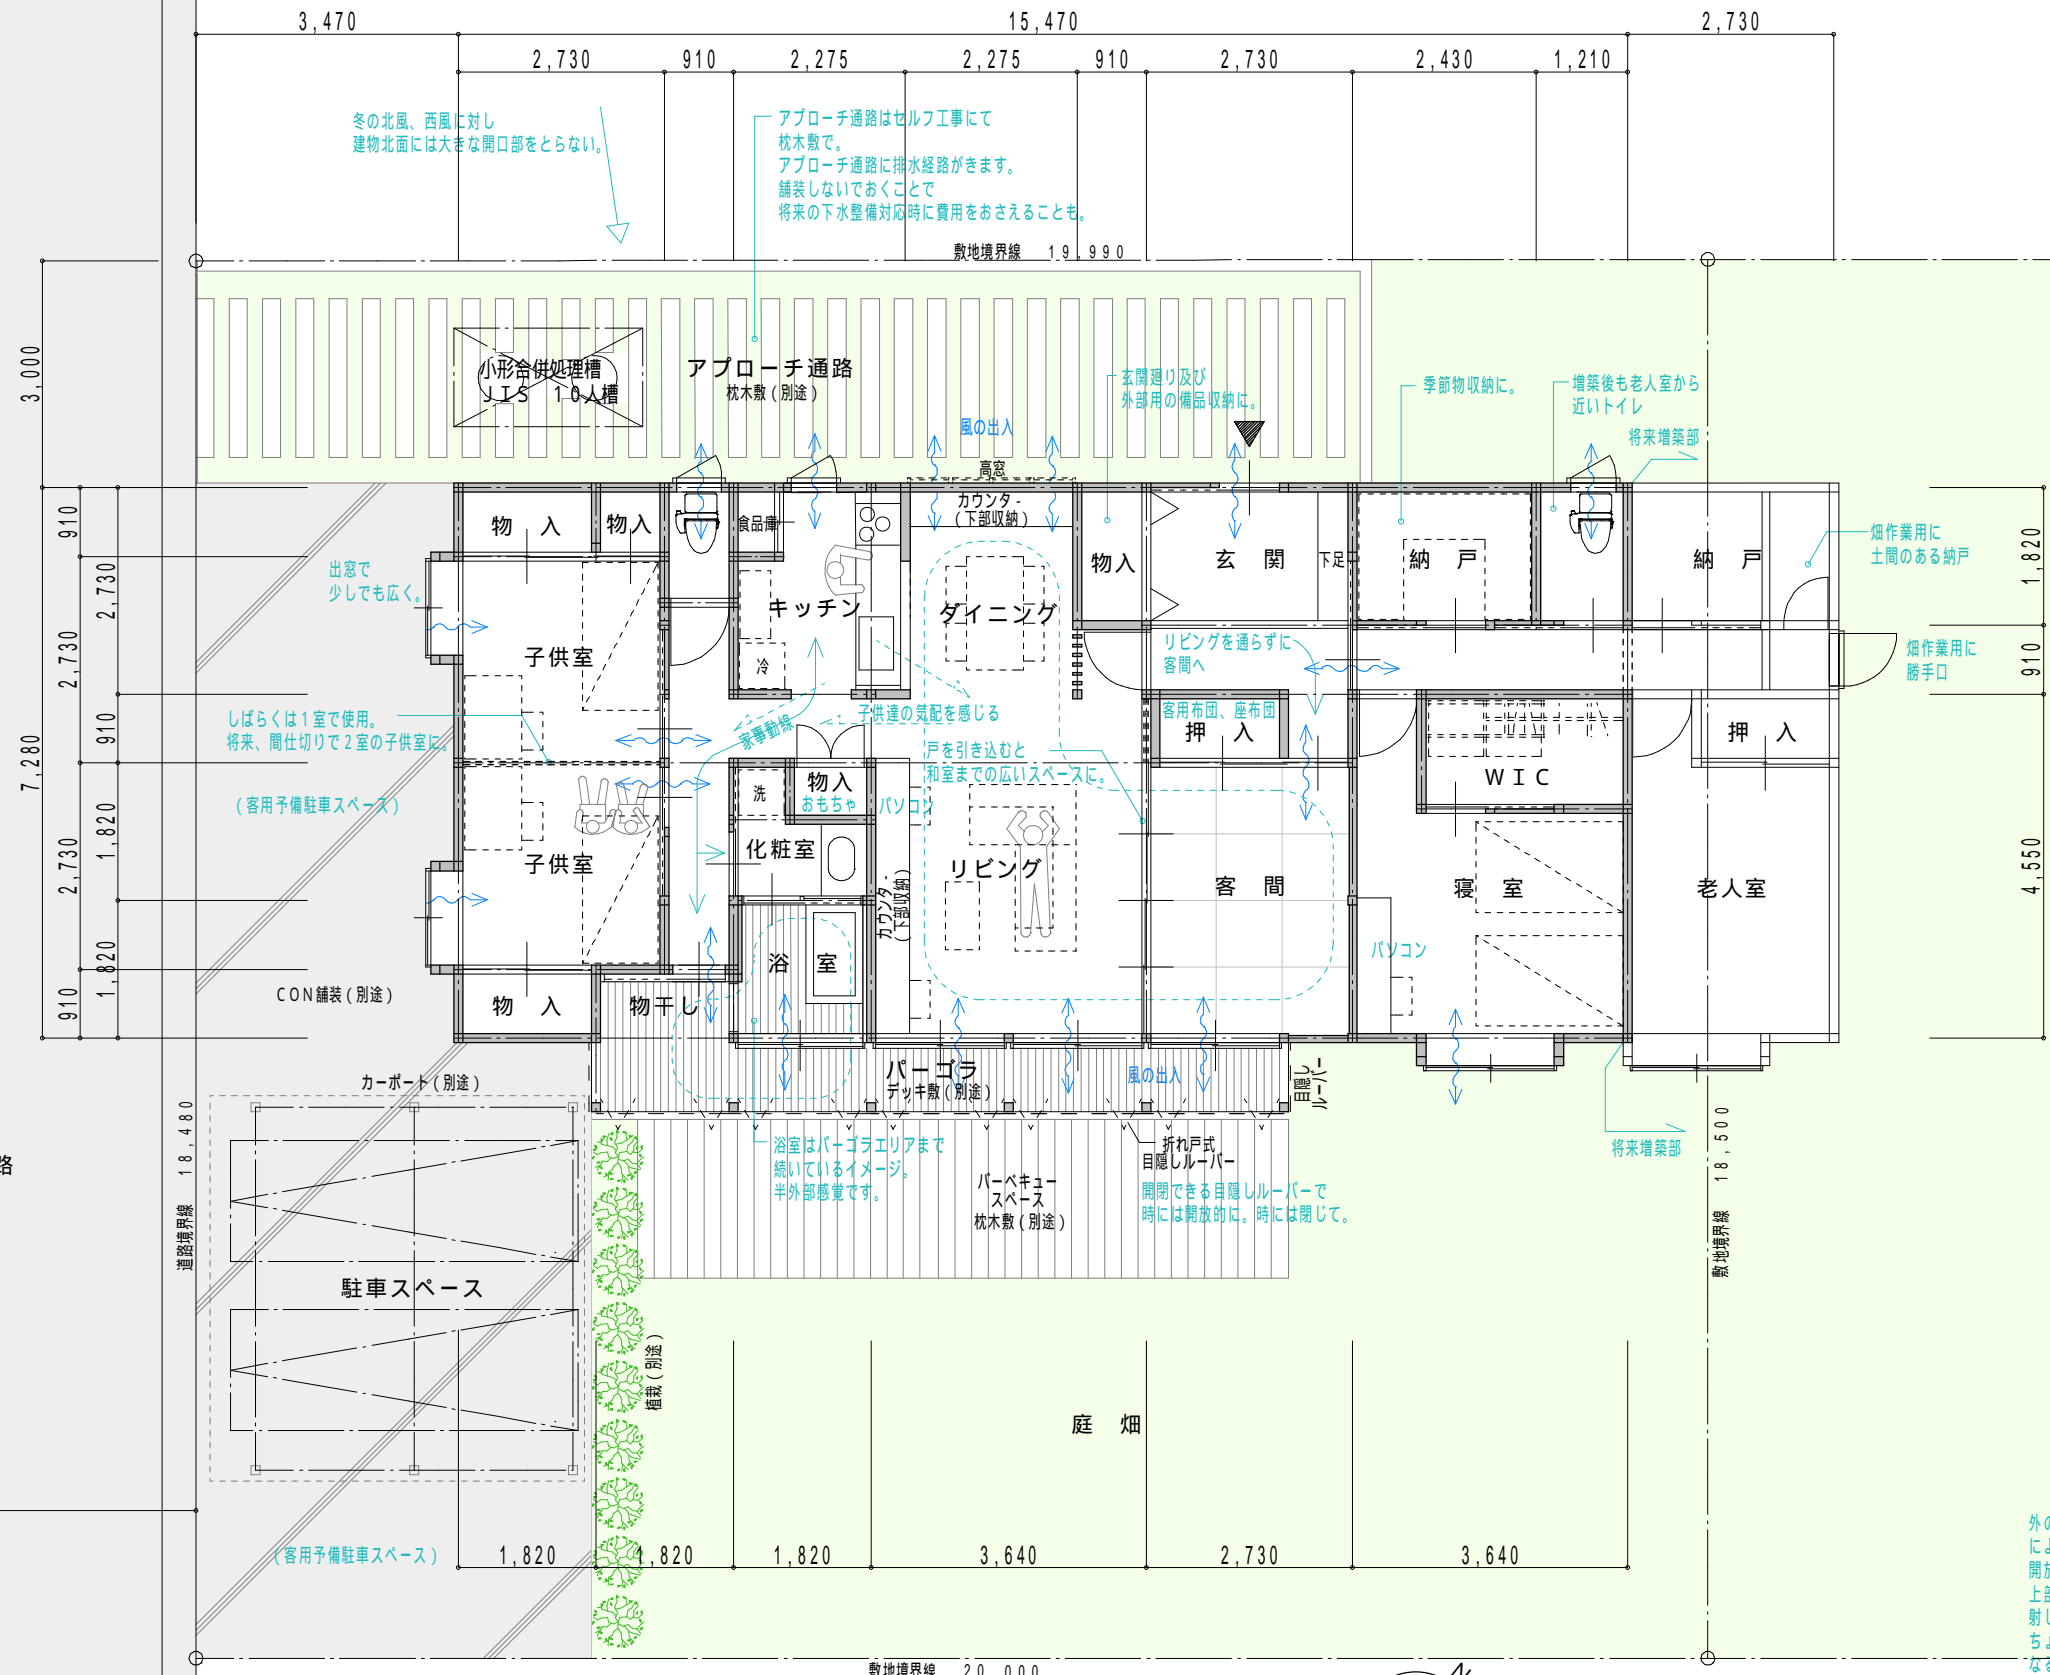 3,470
15,470
2,730
2,730
910
2,275
2,275
910
2,730
2,430
1,210
冬の北風、西風に対し
建物北面には大きな開口部をとらない。
アプローチ通路はセルフ工事にて
枕木敷で。
アプローチ通路に排水経路がきます。
舗装しないでおくことで
将来の下水整備対応時に費用をおさえることも。
敷地境界線 19,990
3,000
小形合併処理槽
JIS 10人槽
アプローチ通路
枕木敷(別途)
玄関廻り及び
外部用の備品収納に。
季節物収納に。
増築後も老人室から
近いトイレ
将来増築部
風の出入
高窓
カウンタ-
(下部収納)
物 入
物入
食品庫
物入
玄 関
下足
納 戸
納 戸
畑作業用に
土間のある納戸
出窓で
少しでも広く。
キッチン
ダイニング
冷
子供室
リビングを通らずに
客間へ
畑作業用に
勝手口
しばらくは1室で使用。
将来、間仕切りで2室の子供室に。
家事動線
子供達の気配を感じる
客用布団、座布団
押 入
押 入
戸を引き込むと
和室までの広いスペースに。
WIC
(客用予備駐車スペース)
洗
物入
おもちゃ
パソコン
化粧室
子供室
リビング
客 間
寝 室
老人室
カウンタ-
(下部収納)
パソコン
浴 室
CON舗装(別途)
物 入
物干し
910
2,730
2,730
910
7,280
1,820
2,730
1,820
910
1,820
910
4,550
パーゴラ
デッキ敷(別途)
風の出入
目隠し
ルーバー
カーポート(別途)
道路境界線 18,480
路
浴室はパーゴラエリアまで
続いているイメージ。
半外部感覚です。
バーベキュー
スペース
枕木敷(別途)
折れ戸式
目隠しルーバー
開閉できる目隠しルーバーで
時には開放的に。時には閉じて。
将来増築部
敷地境界線 18,500
駐車スペース
植栽(別途)
庭 畑
(客用予備駐車スペース)
1,820
1,820
1,820
3,640
2,730
3,640
外の
によ
開放
上部
射し
ちょ
なる
敷地境界線 20,000
N